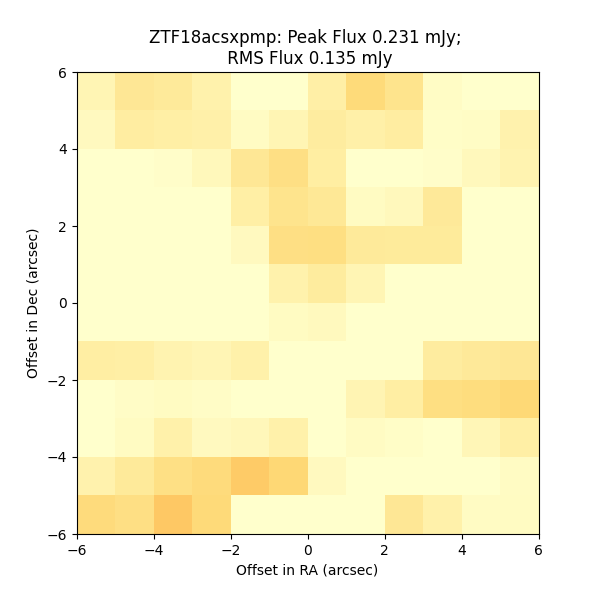 ZTF18acsxpmp: Peak Flux 0.231 mJy;
RMS Flux 0.135 mJy
6
4
2
0
−2
−4
−6
Offset in Dec (arcsec)
−6 −4 −2 0 2 4 6
Offset in RA (arcsec)